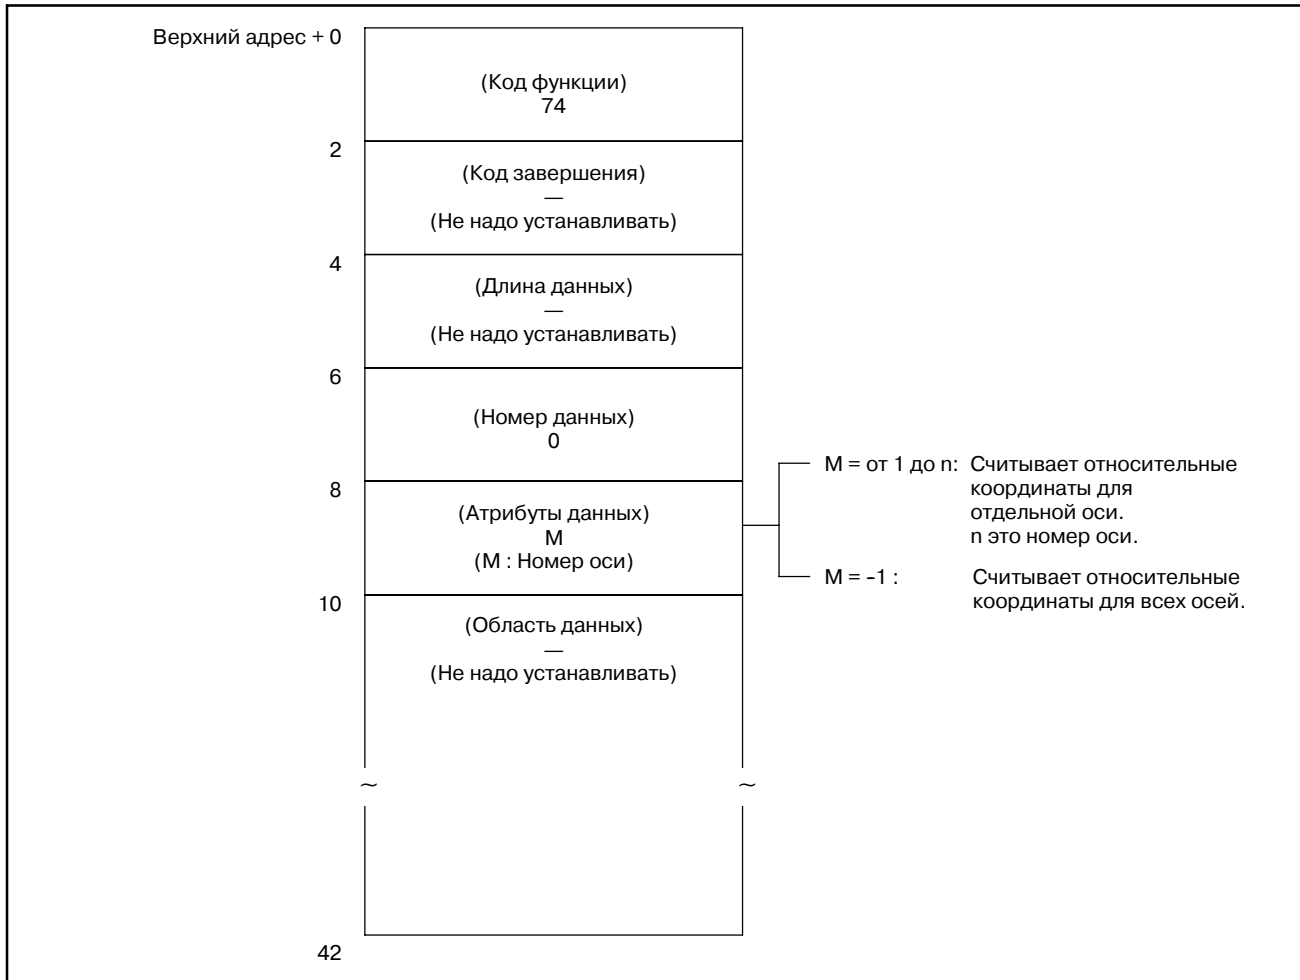 Верхний адрес + 0
(Код функции)
74
2
(Код завершения)
—
(Не надо устанавливать)
4
(Длина данных)
—
(Не надо устанавливать)
6
(Номер данных)
0
8
(Атрибуты данных)
M
(M : Номер оси)
M = от 1 до n: Считывает относительные
координаты для
отдельной оси.
n это номер оси.
M = -1 : Считывает относительные
координаты для всех осей.
10
(Область данных)
—
(Не надо устанавливать)
~ ~
42